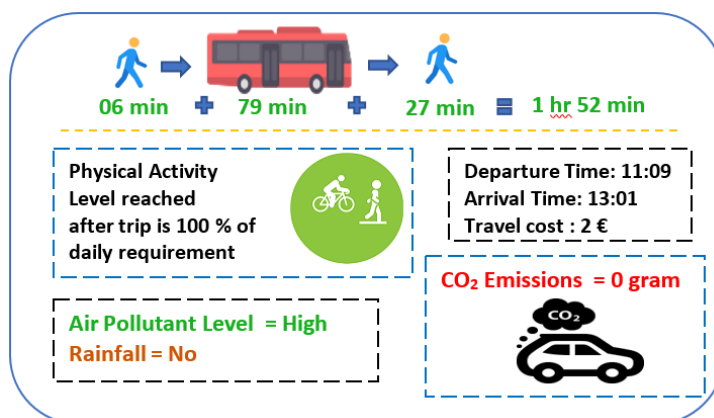 06 min + 79 min + 27 min = 1 hr 52 min
Physical Activity
Level reached
after trip is 100 % of
daily requirement
Departure Time: 11:09
Arrival Time: 13:01
Travel cost : 2 €
CO₂ Emissions = 0 gram
CO₂
Air Pollutant Level = High
Rainfall = No